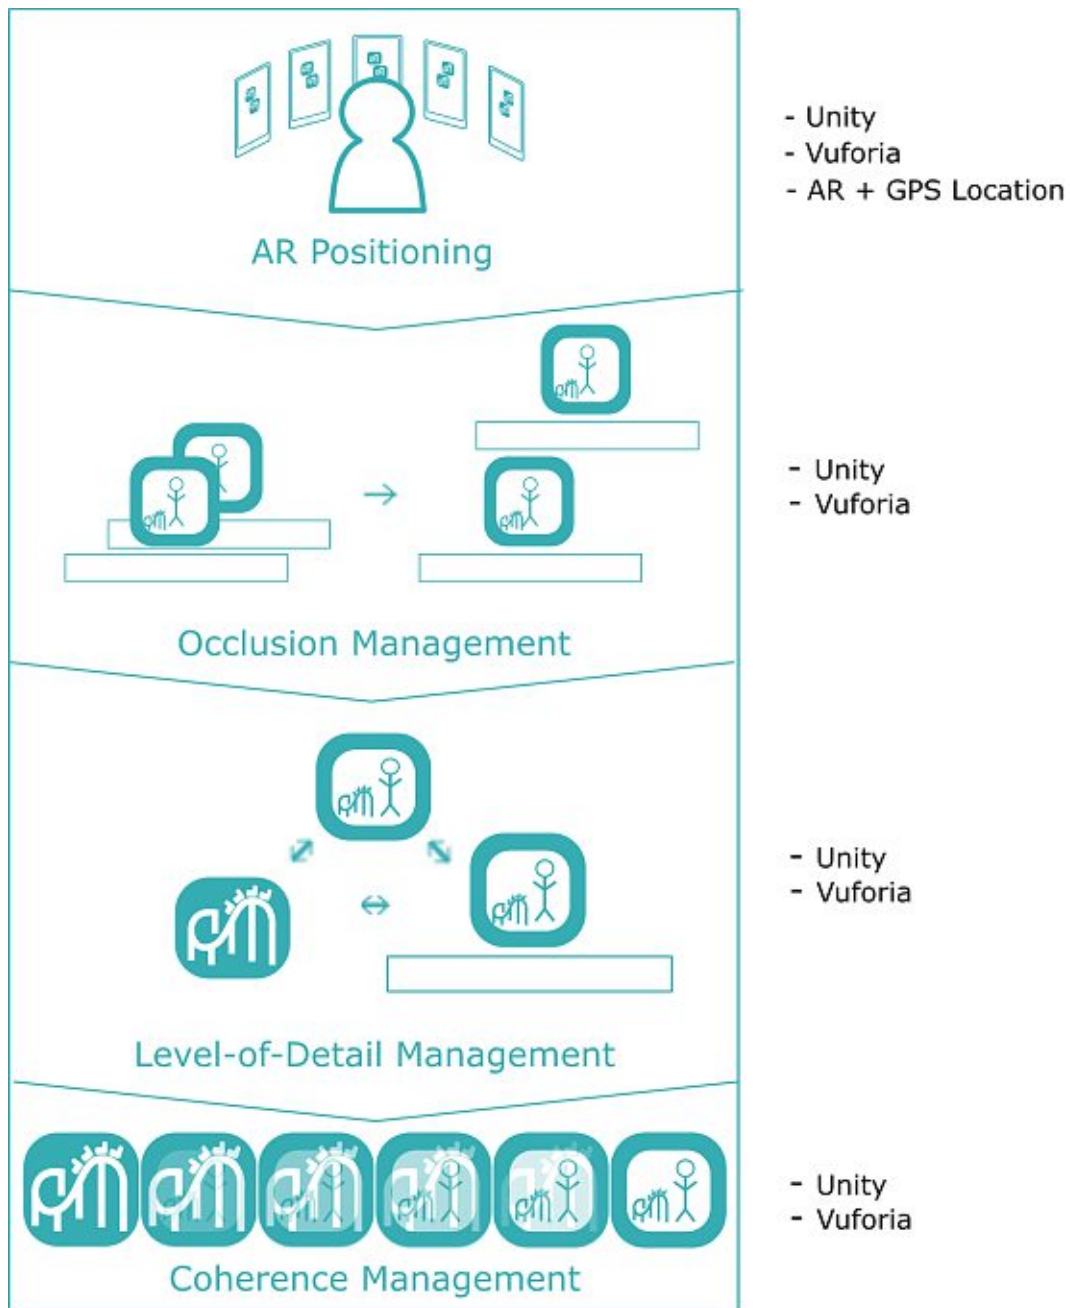 - Unity
- Vuforia
- AR + GPS Location
AR Positioning
- Unity
- Vuforia
Occlusion Management
- Unity
- Vuforia
Level-of-Detail Management
- Unity
- Vuforia
Coherence Management